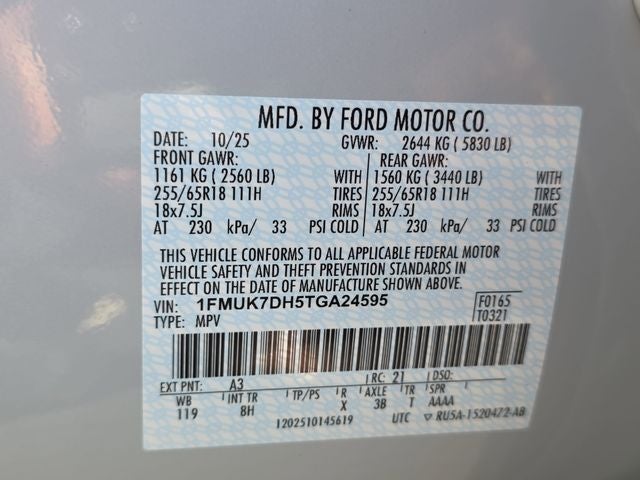 MFD. BY FORD MOTOR CO.
DATE: 10/25 GVWR: 2644 KG ( 5830 LB)
FRONT GAWR: REAR GAWR:
1161 KG ( 2560 LB) WITH 1560 KG ( 3440 LB) WITH
255/65R18 111H TIRES 255/65R18 111H TIRES
18x7.5J RIMS 18x7.5J RIMS
AT 230 kPa/ 33 PSI COLD AT 230 kPa/ 33 PSI COLD
THIS VEHICLE CONFORMS TO ALL APPLICABLE FEDERAL MOTOR
VEHICLE SAFETY AND THEFT PREVENTION STANDARDS IN
EFFECT ON THE DATE OF MANUFACTURE SHOWN ABOVE.
VIN: 1FMUK7DH5TGA24595 F0165
TYPE: MPV T0321
EXT PNT: A3 RC: 21 DSO:
WB INT TR TP/PS R AXLE TR SPR
119 8H X 3B T AAAA
1202510145619 UTC ▽ RU5A-1520472-AB